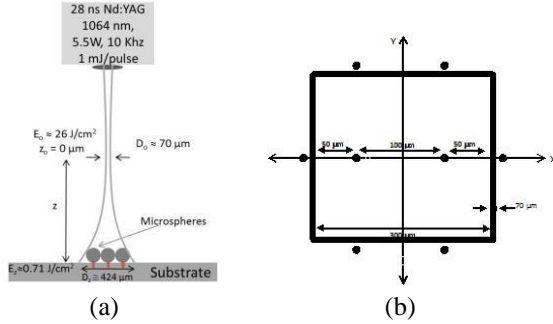 28 ns Nd:YAG
1064 nm,
5.5W, 10 Khz
1 mJ/pulse
E₀ ≈ 26 J/cm²
z₀ = 0 µm
D₀ ≈ 70 µm
z
Microspheres
E_z≈0.71 J/cm²
D_z ≅ 424 µm
Substrate
(a)
Y
50 µm
100 µm
50 µm
X
70 µm
300 µm
(b)